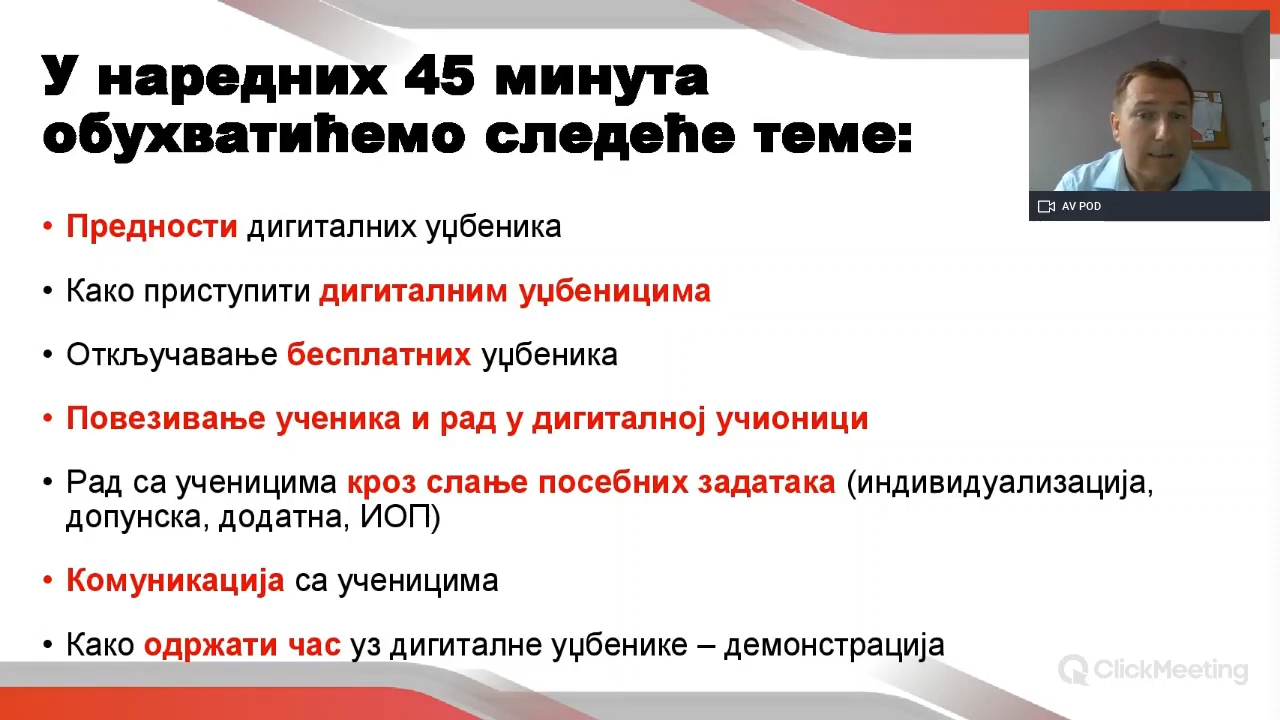 У наредних 45 минута
обухватићемо следеће теме:
• Предности дигиталних уџбеника
• Како приступити дигиталним уџбеницима
• Откључавање бесплатних уџбеника
• Повезивање ученика и рад у дигиталној учионици
• Рад са ученицима кроз слање посебних задатака (индивидуализација,
допунска, додатна, ИОП)
• Комуникација са ученицима
• Како одржати час уз дигиталне уџбенике – демонстрација
AV POD
ClickMeeting